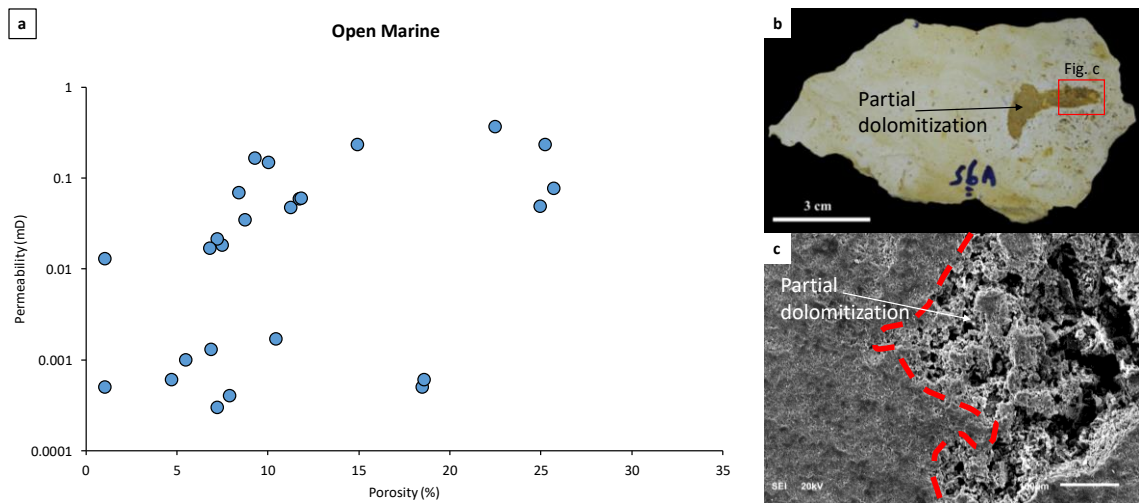 a
Open Marine
Permeability (mD)
1
0.1
0.01
0.001
0.0001
0
5
10
15
20
25
30
35
Porosity (%)
b
Fig. c
Partial
dolomitization
S6A
3 cm
c
Partial
dolomitization
SEI 20kV